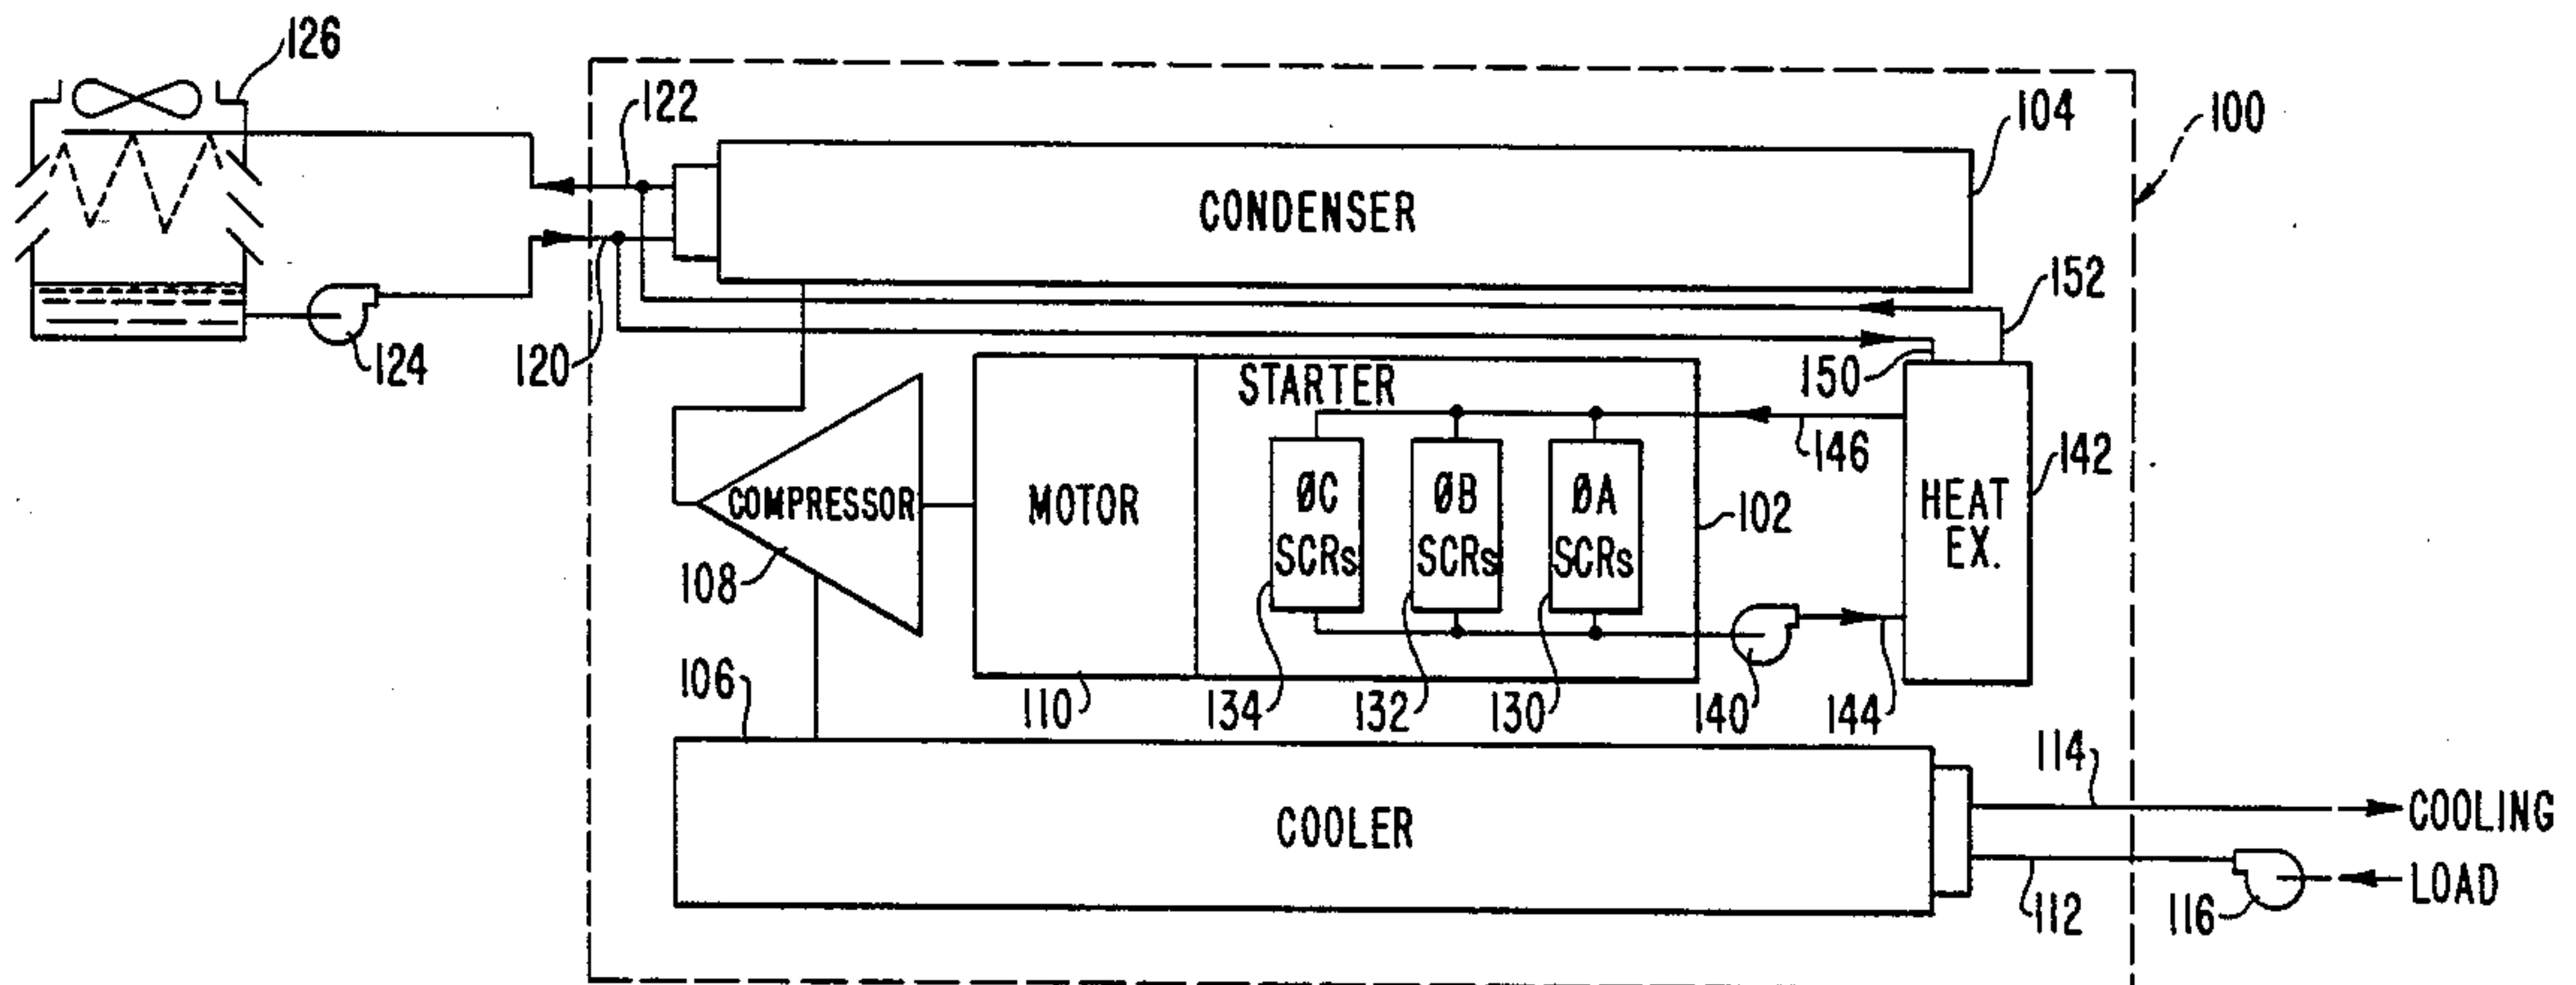 126
122
104
100
CONDENSER
152
124
120
150
STARTER
146
142
COMPRESSOR
MOTOR
ØC
SCRs
ØB
SCRs
ØA
SCRs
102
HEAT
EX.
108
106
110
134
132
130
140
144
114
COOLER
COOLING
LOAD
112
116